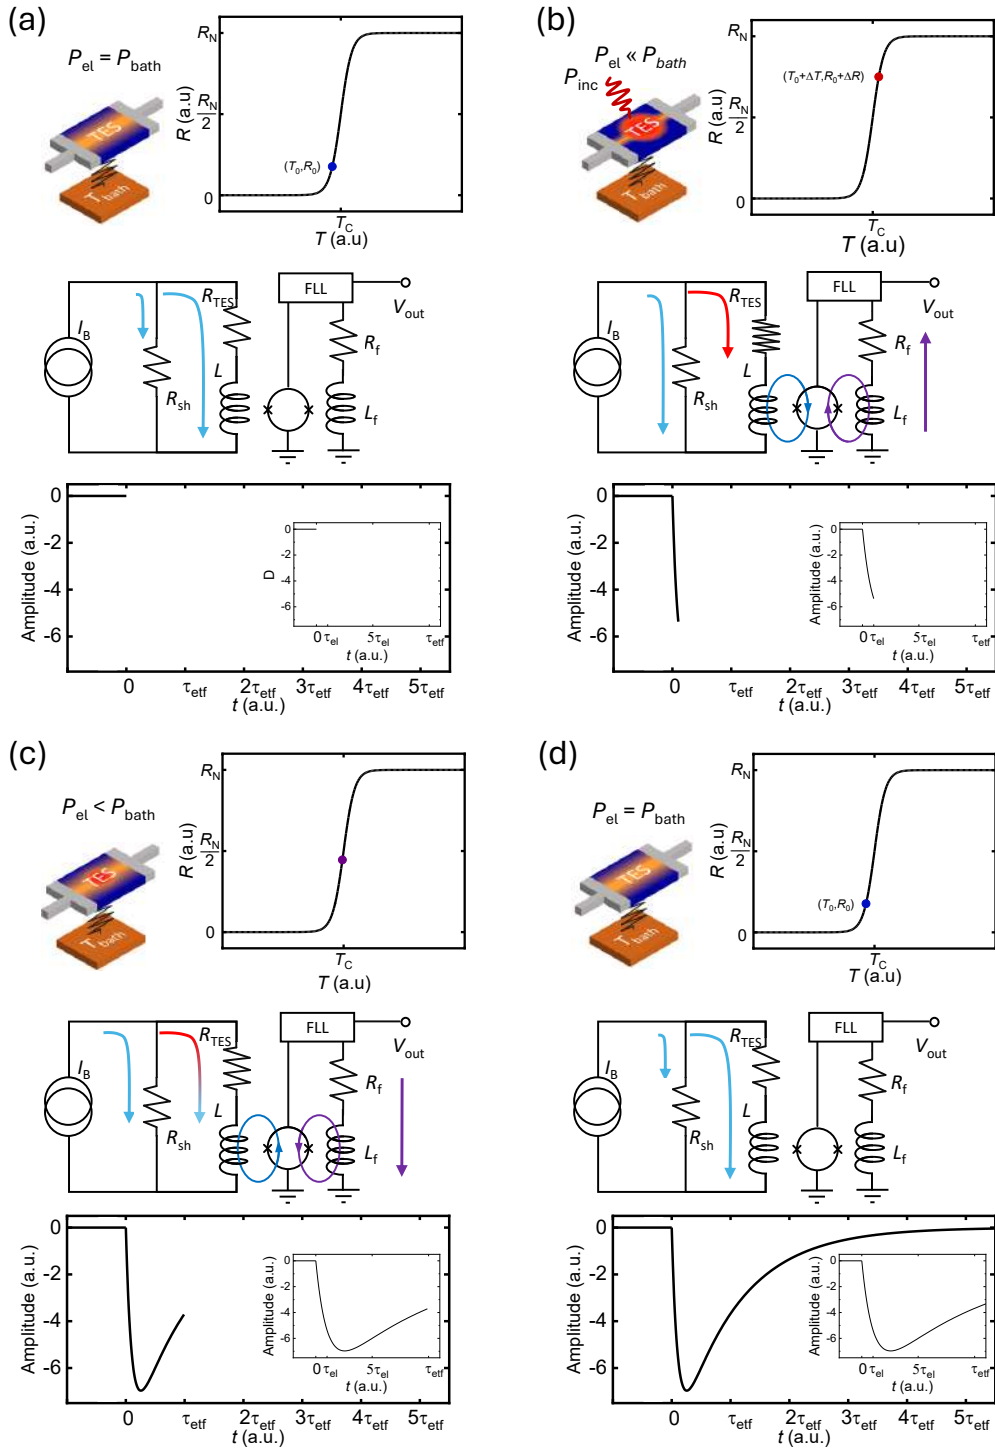 (a)
P_el = P_bath
TES
T_bath
R (a.u)
R_N
R_N/2
0
(T_0,R_0)
T_C
T (a.u)
I_B
R_sh
R_TES
L
FLL
V_out
R_f
L_f
Amplitude (a.u.)
0
-2
-4
-6
0 τ_etf 2τ_etf 3τ_etf 4τ_etf 5τ_etf
t (a.u.)
D
0
-2
-4
-6
0 τ_el 5τ_el τ_etf
t (a.u.)
(b)
P_el ≪ P_bath
P_inc
TES
T_bath
R (a.u)
R_N
R_N/2
0
(T_0+ΔT,R_0+ΔR)
T_C
T (a.u)
I_B
R_sh
R_TES
L
FLL
V_out
R_f
L_f
Amplitude (a.u.)
0
-2
-4
-6
0 τ_etf 2τ_etf 3τ_etf 4τ_etf 5τ_etf
t (a.u.)
Amplitude (a.u.)
0
-2
-4
-6
0 τ_el 5τ_el τ_etf
t (a.u.)
(c)
P_el < P_bath
TES
T_bath
R (a.u)
R_N
R_N/2
0
T_C
T (a.u)
I_B
R_sh
R_TES
L
FLL
V_out
R_f
L_f
Amplitude (a.u.)
0
-2
-4
-6
0 τ_etf 2τ_etf 3τ_etf 4τ_etf 5τ_etf
t (a.u.)
Amplitude (a.u.)
0
-2
-4
-6
0 τ_el 5τ_el τ_etf
t (a.u.)
(d)
P_el = P_bath
TES
T_bath
R (a.u)
R_N
R_N/2
0
(T_0,R_0)
T_C
T (a.u)
I_B
R_sh
R_TES
L
FLL
V_out
R_f
L_f
Amplitude (a.u.)
0
-2
-4
-6
0 τ_etf 2τ_etf 3τ_etf 4τ_etf 5τ_etf
t (a.u.)
Amplitude (a.u.)
0
-2
-4
-6
0 τ_el 5τ_el τ_etf
t (a.u.)